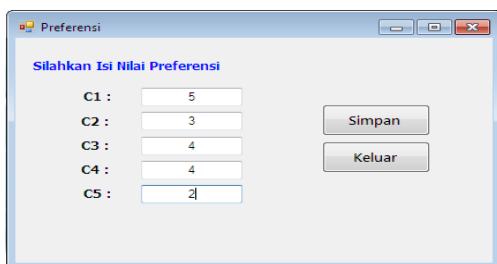 Preferensi
Silahkan Isi Nilai Preferensi
C1 : 5
C2 : 3
C3 : 4
C4 : 4
C5 : 2
Simpan
Keluar